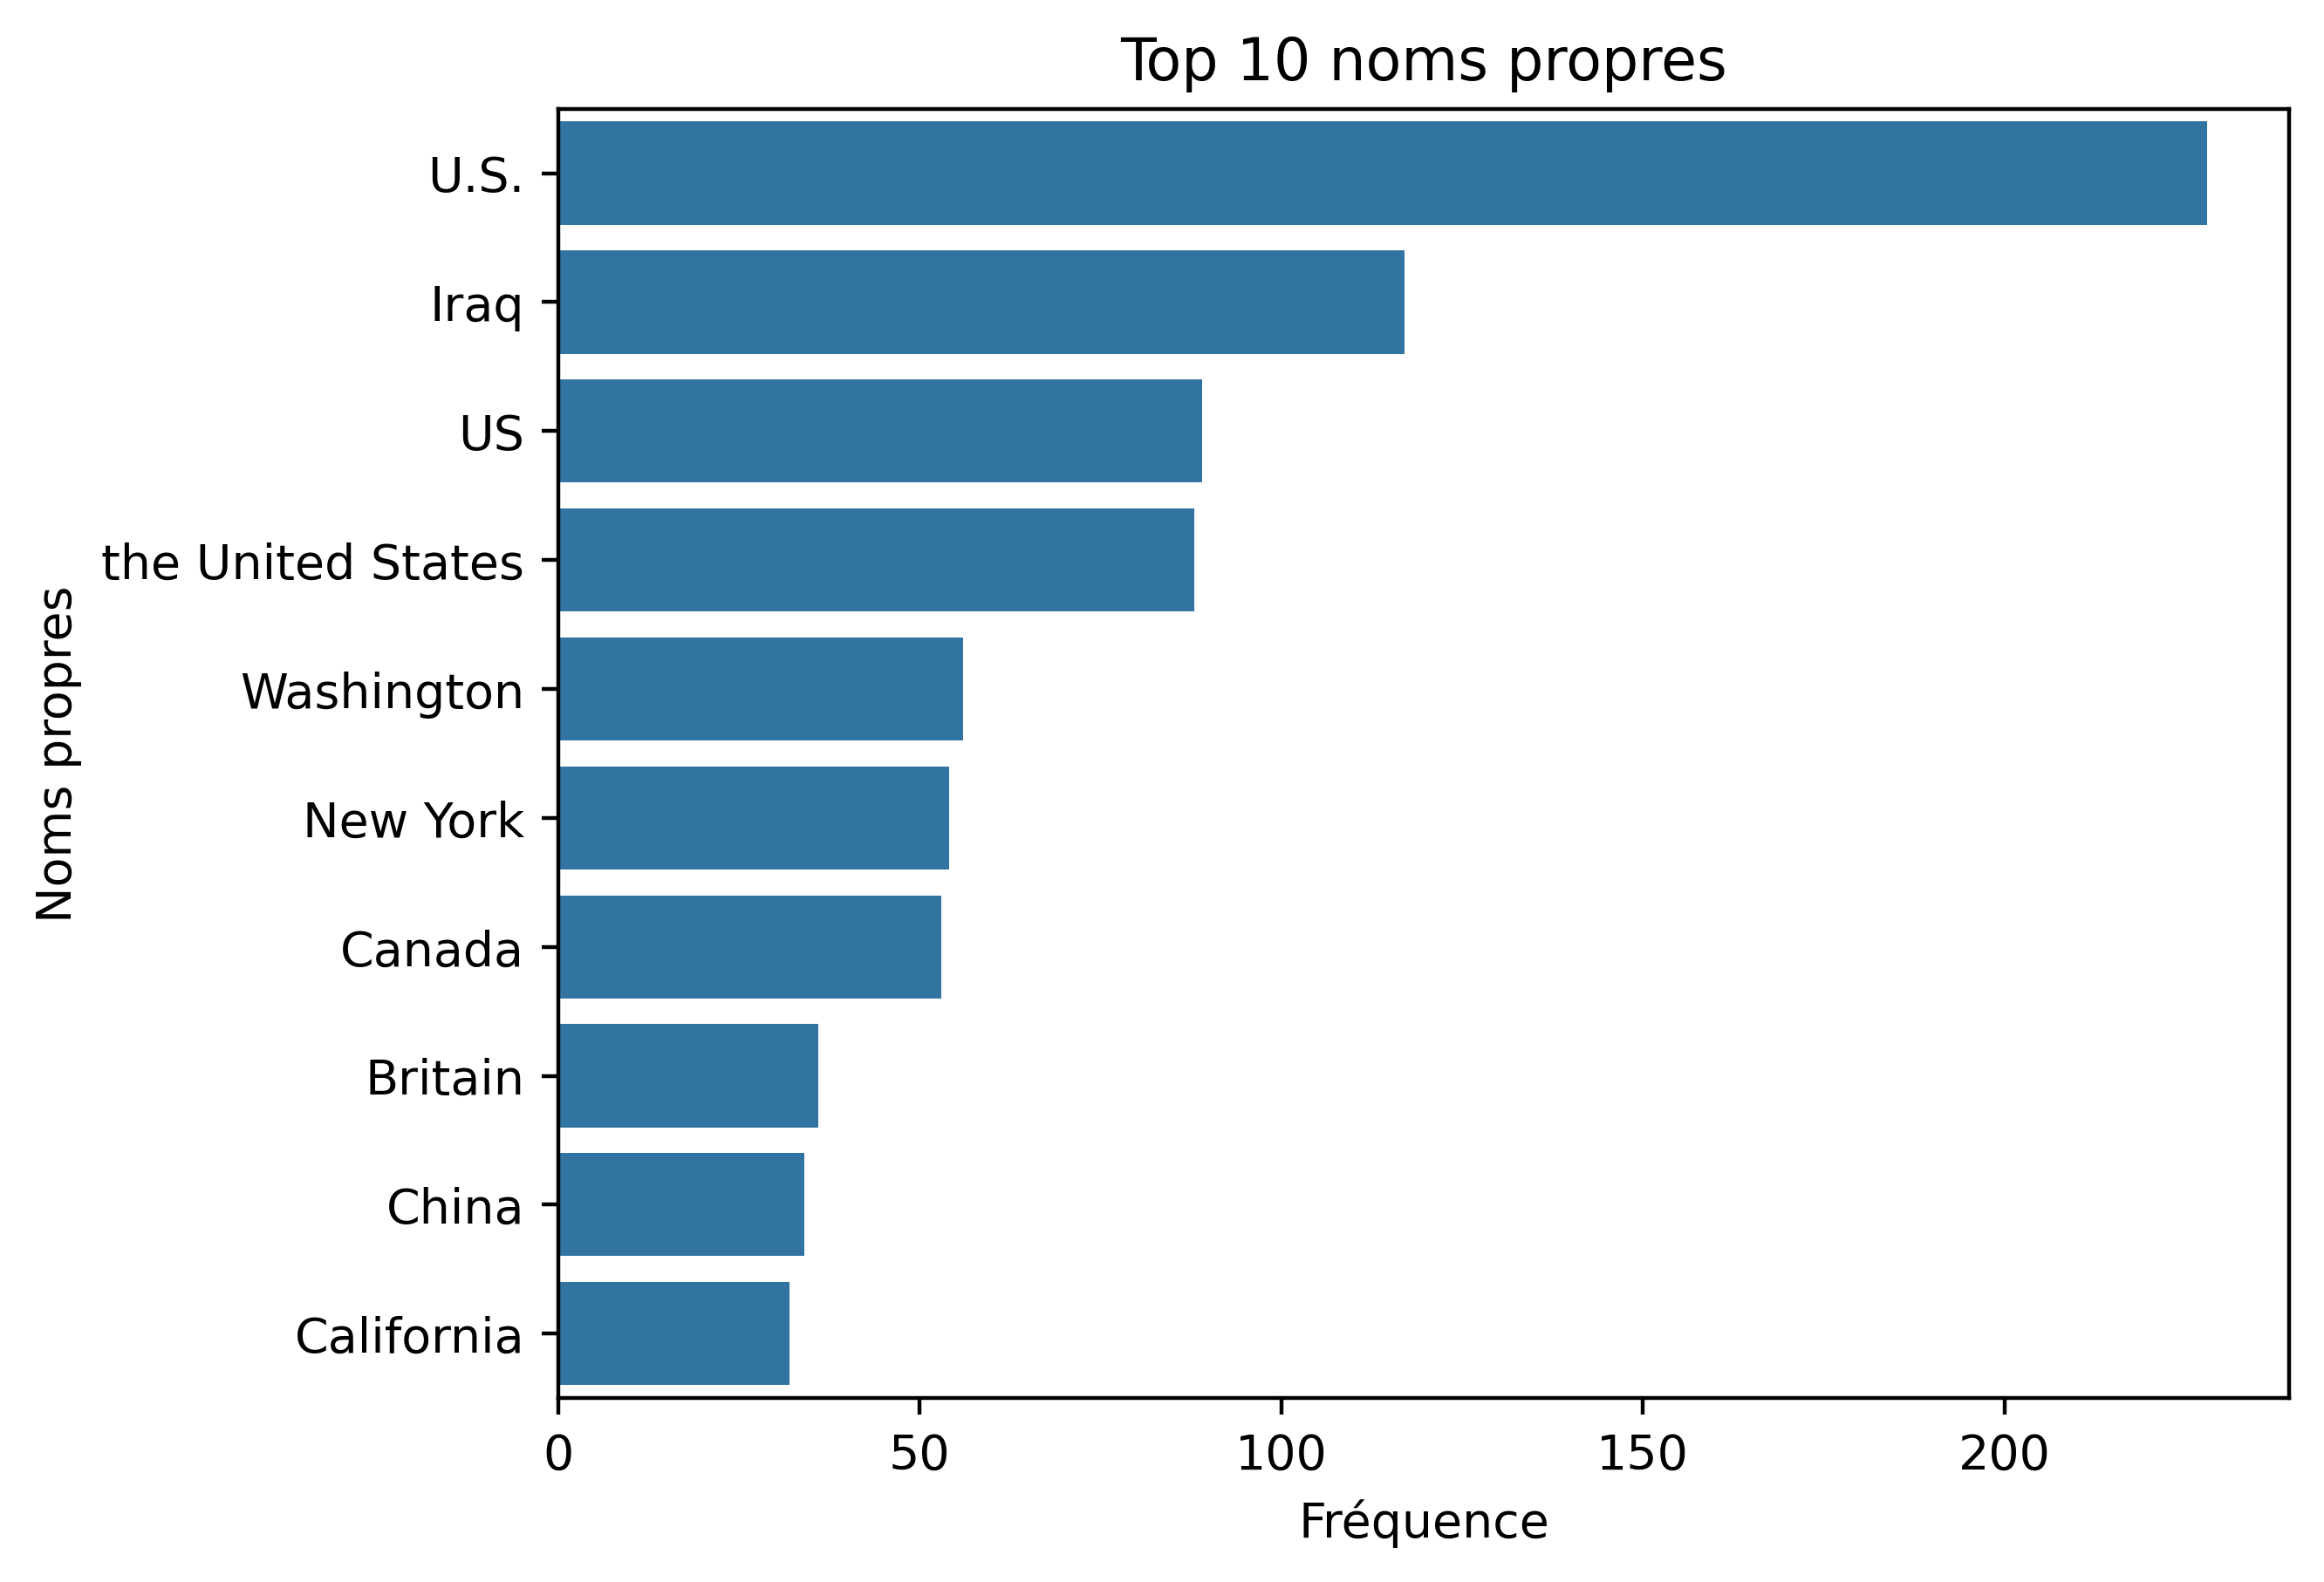 Top 10 noms propres
U.S.
Iraq
US
the United States
Washington
New York
Canada
Britain
China
California
Noms propres
0 50 100 150 200
Fréquence